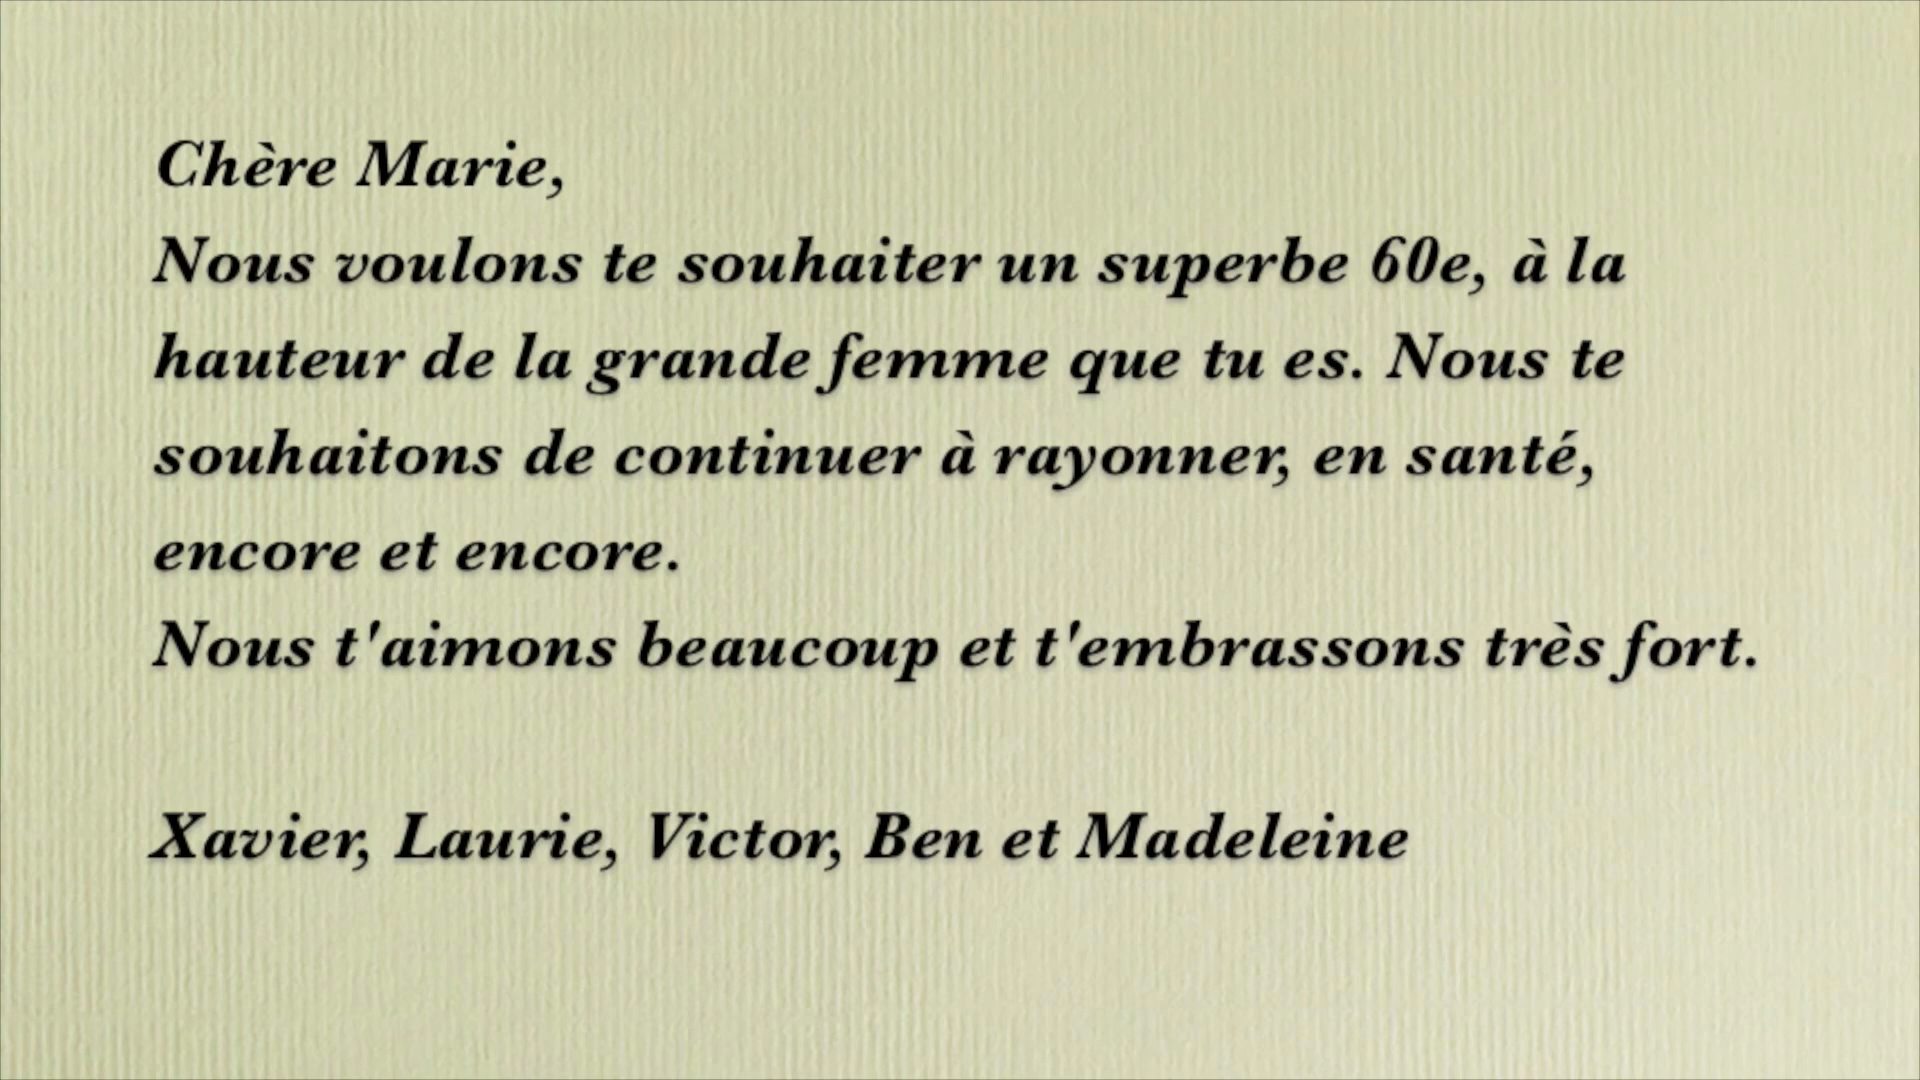 Chère Marie,
Nous voulons te souhaiter un superbe 60e, à la
hauteur de la grande femme que tu es. Nous te
souhaitons de continuer à rayonner, en santé,
encore et encore.
Nous t'aimons beaucoup et t'embrassons très fort.
Xavier, Laurie, Victor, Ben et Madeleine